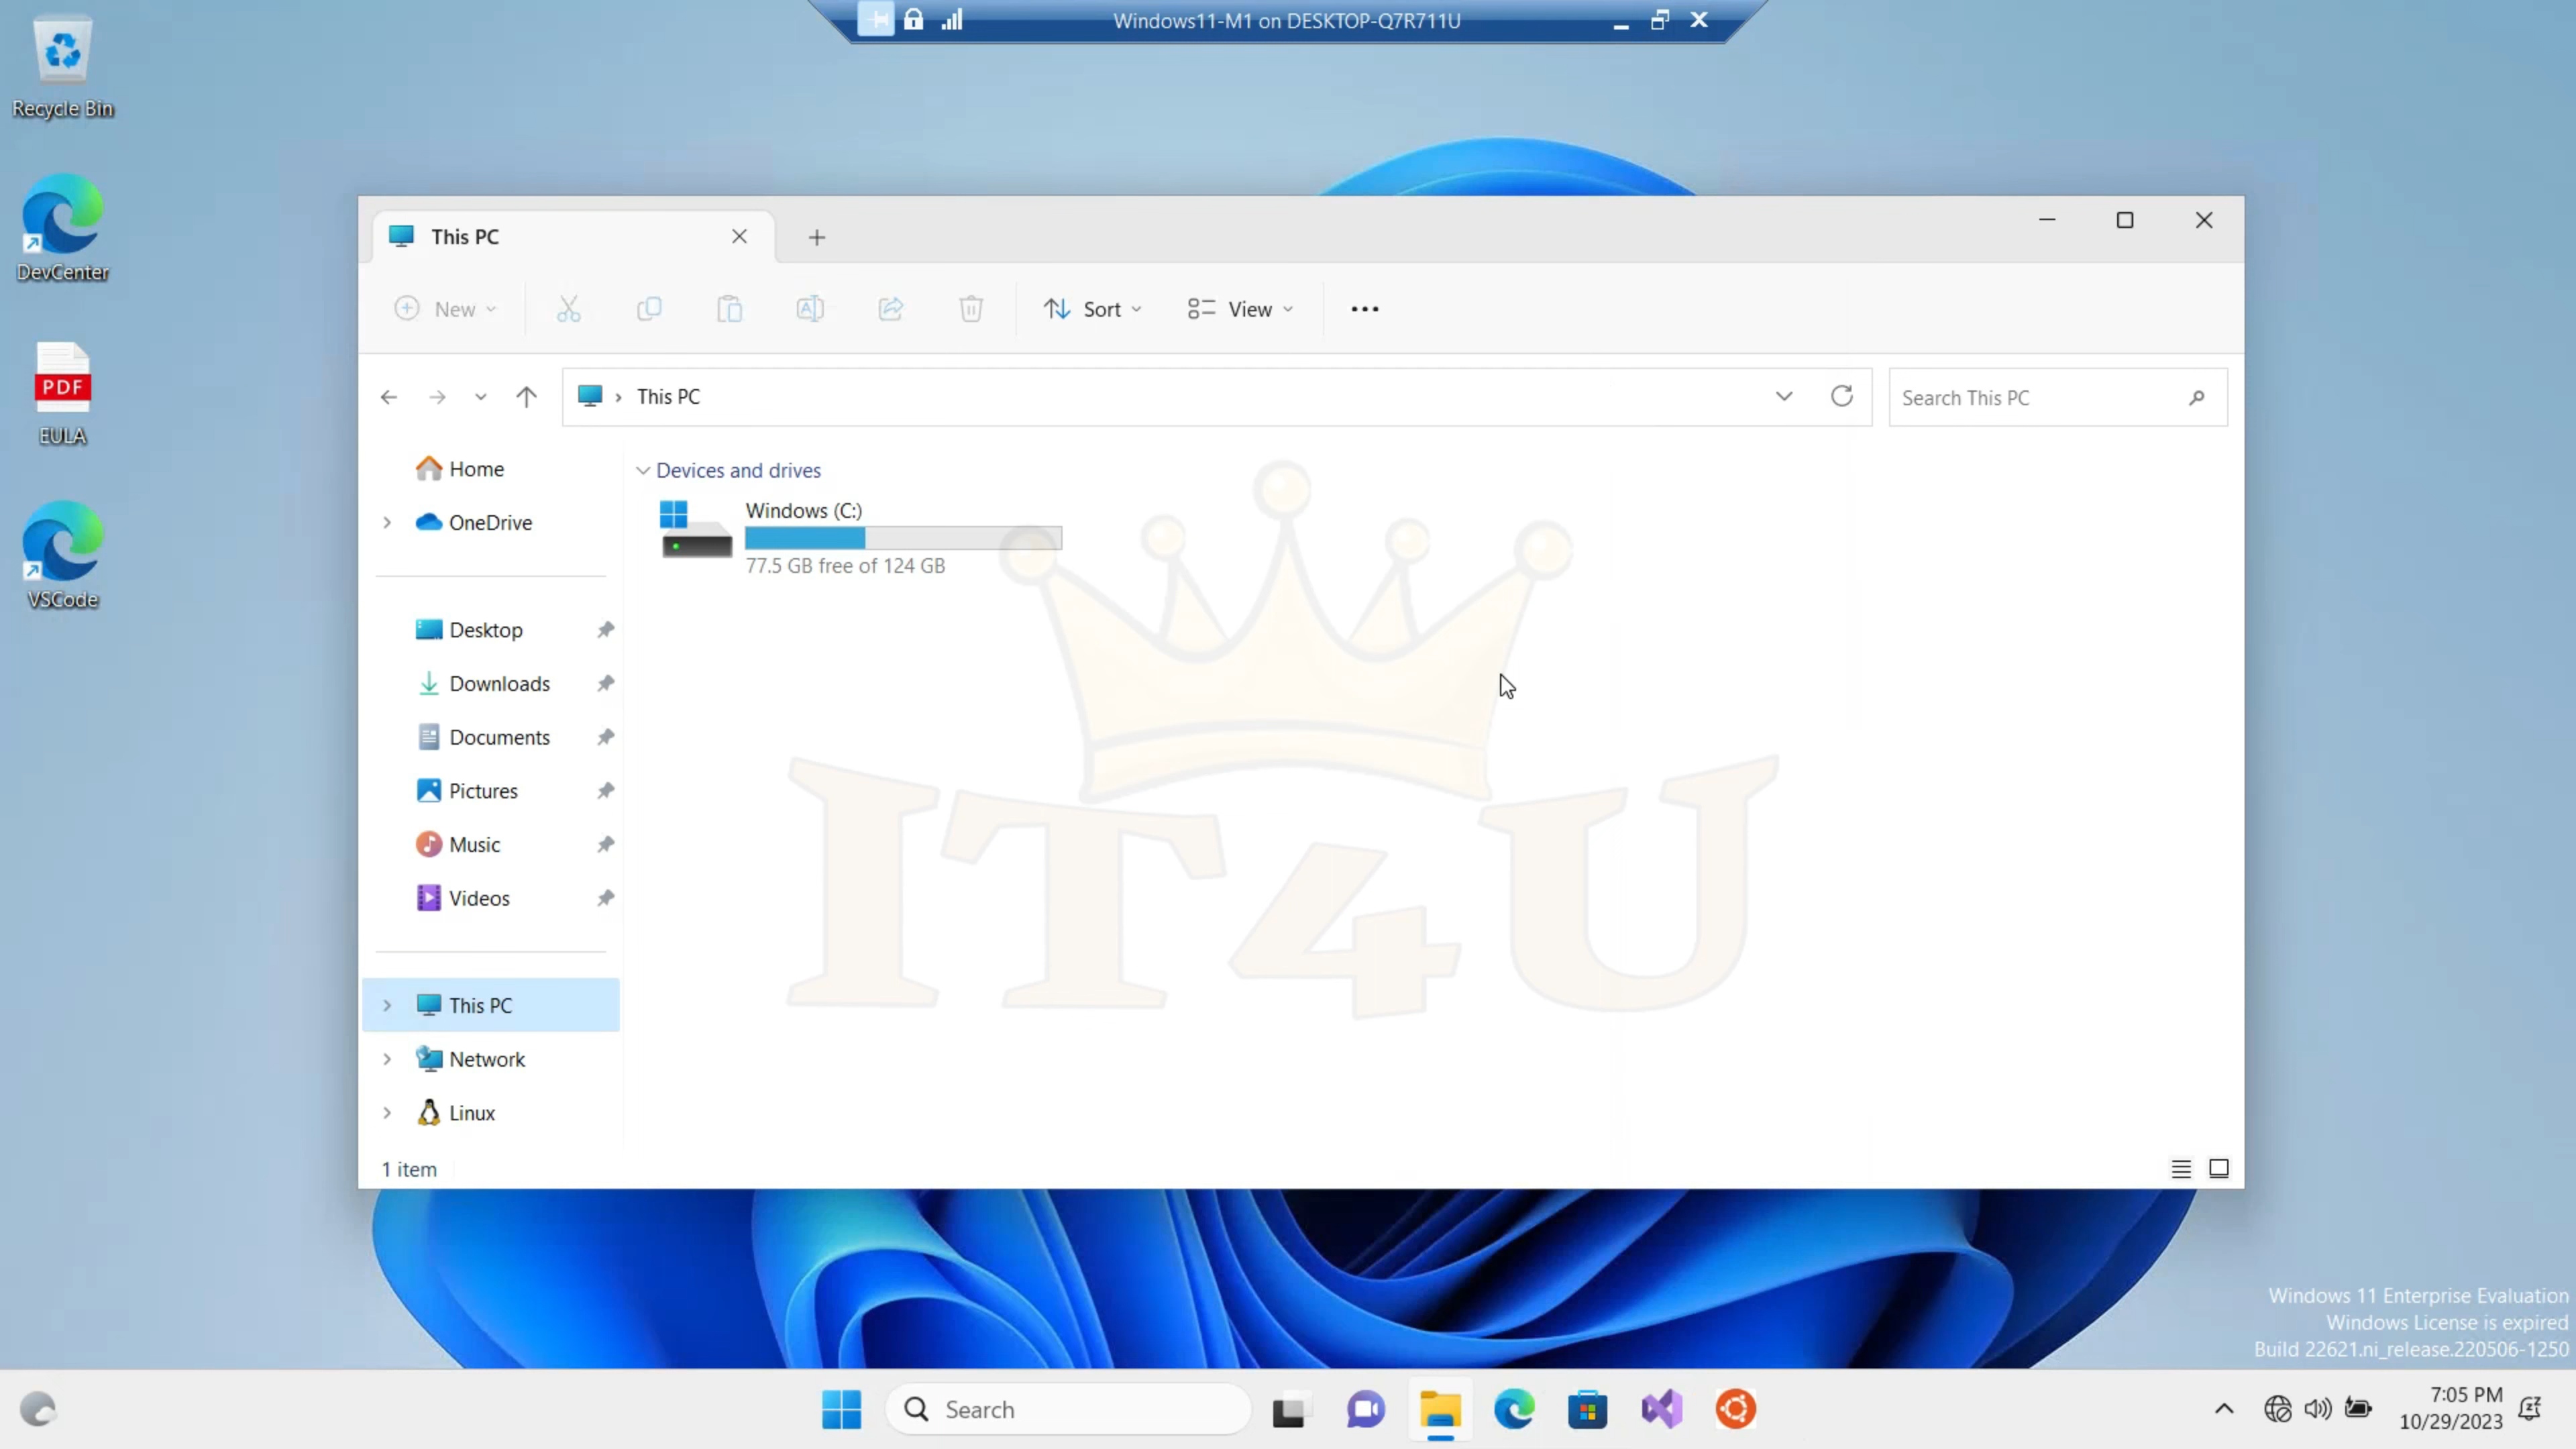 Windows11-M1 on DESKTOP-Q7R711U
Recycle Bin
DevCenter
PDF
EULA
VSCode
This PC
New
Sort
View
This PC
Search This PC
Home
OneDrive
Desktop
Downloads
Documents
Pictures
Music
Videos
This PC
Network
Linux
Devices and drives
Windows (C:)
77.5 GB free of 124 GB
IT4U
1 item
Windows 11 Enterprise Evaluation
Windows License is expired
Build 22621.ni_release.220506-1250
Search
7:05 PM
10/29/2023